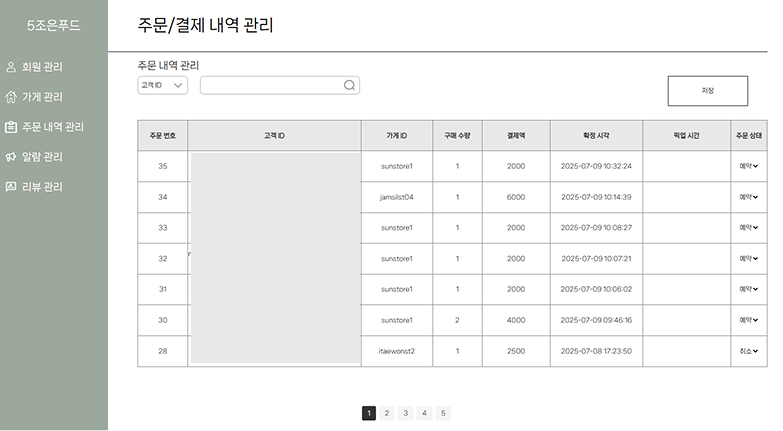 5조은푸드
회원 관리
가게 관리
주문 내역 관리
알람 관리
리뷰 관리
주문/결제 내역 관리
주문 내역 관리
고객 ID
저장
주문 번호 고객 ID 가게 ID 구매 수량 결제액 확정 시각 픽업 시간 주문 상태
35 sunstore1 1 2000 2025-07-09 10:32:24 예약
34 jamsilst04 1 6000 2025-07-09 10:14:39 예약
33 sunstore1 1 2000 2025-07-09 10:08:27 예약
32 sunstore1 1 2000 2025-07-09 10:07:21 예약
31 sunstore1 1 2000 2025-07-09 10:06:02 예약
30 sunstore1 2 4000 2025-07-09 09:46:16 예약
28 itaewonst2 1 2500 2025-07-08 17:23:50 취소
1 2 3 4 5